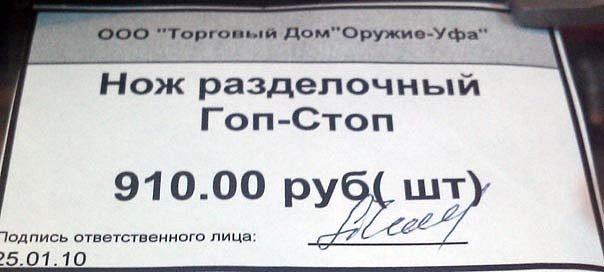 ООО "Торговый Дом"Оружие-Уфа"
Нож разделочный
Гоп-Стоп
910.00 руб( шт)
Подпись ответственного лица:
25.01.10